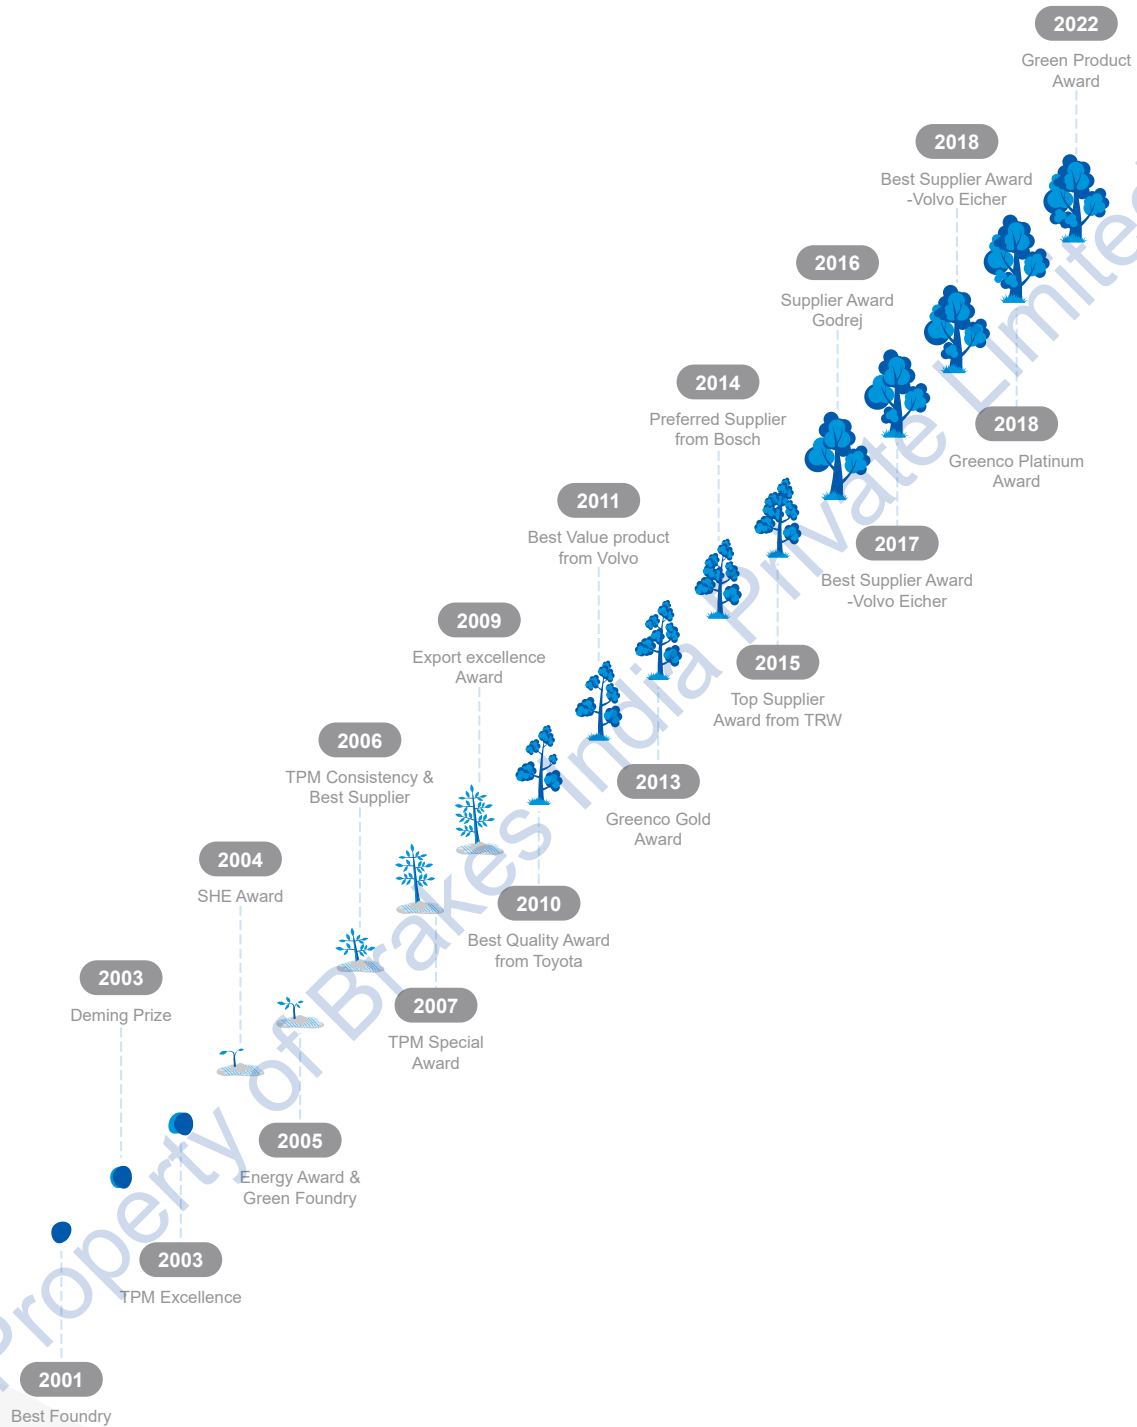 2022
Green Product
Award
2018
Best Supplier Award
-Volvo Eicher
2016
Supplier Award
Godrej
2018
Greenco Platinum
Award
2014
Preferred Supplier
from Bosch
2017
Best Supplier Award
-Volvo Eicher
2011
Best Value product
from Volvo
2015
Top Supplier
Award from TRW
2009
Export excellence
Award
2013
Greenco Gold
Award
2006
TPM Consistency &
Best Supplier
2010
Best Quality Award
from Toyota
2004
SHE Award
2007
TPM Special
Award
2003
Deming Prize
2005
Energy Award &
Green Foundry
2003
TPM Excellence
2001
Best Foundry
Property of Brakes India Private Limited